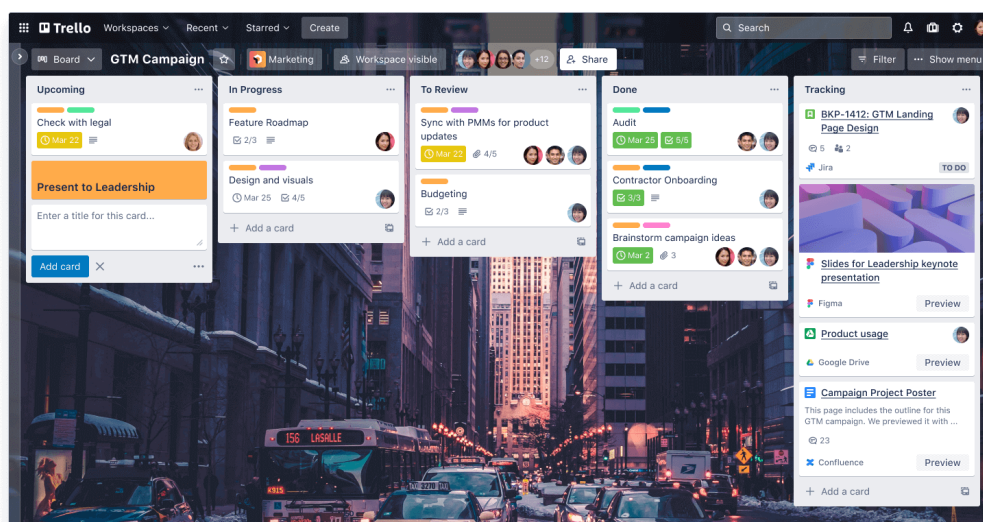 Trello
Workspaces
Recent
Starred
Create
Search
Board
GTM Campaign
Marketing
Workspace visible
+12
Share
Filter
Show menu
Upcoming
Check with legal
Mar 22
Present to Leadership
Enter a title for this card...
Add card
In Progress
Feature Roadmap
2/3
Design and visuals
Mar 25
4/5
+ Add a card
To Review
Sync with PMMs for product
updates
Mar 22
4/5
Budgeting
2/3
+ Add a card
Done
Audit
Mar 25
5/5
Contractor Onboarding
3/3
Brainstorm campaign ideas
Mar 2
3
+ Add a card
Tracking
BKP-1412: GTM Landing
Page Design
5
2
Jira
TO DO
Slides for Leadership keynote
presentation
Figma
Preview
Product usage
Google Drive
Preview
Campaign Project Poster
This page includes the outline for this
GTM campaign. We previewed it with ...
23
Confluence
Preview
+ Add a card
156 LASALLE
K915
TAXI 3270 TAXI